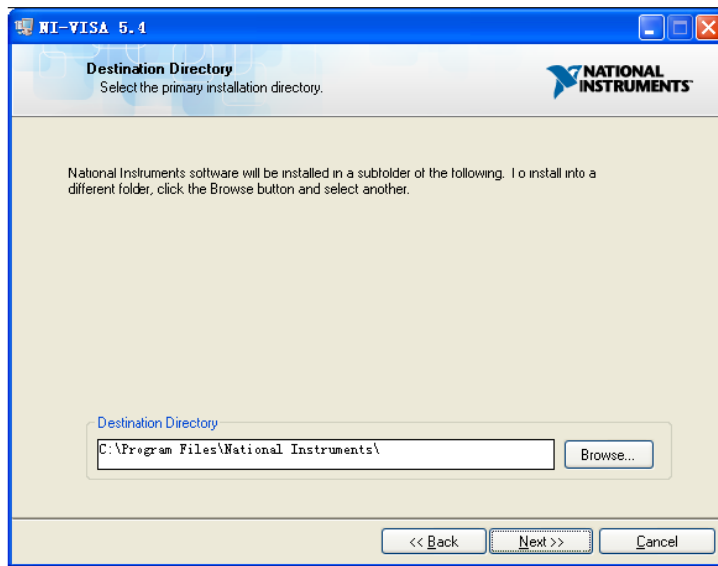 NI-VISA 5.4
Destination Directory
Select the primary installation directory.
NATIONAL
INSTRUMENTS™
National Instruments software will be installed in a subfolder of the following. To install into a
different folder, click the Browse button and select another.
Destination Directory
C:\Program Files\National Instruments\
Browse...
<< Back
Next >>
Cancel